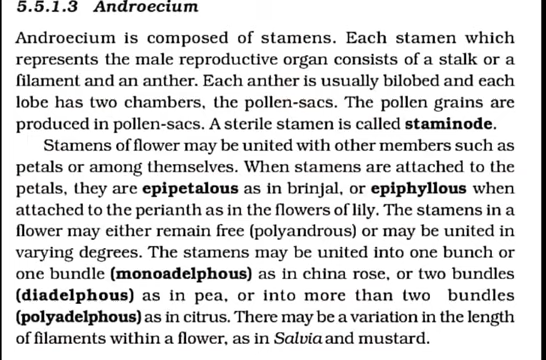 5.5.1.3 Androecium
Androecium is composed of stamens. Each stamen which
represents the male reproductive organ consists of a stalk or a
filament and an anther. Each anther is usually bilobed and each
lobe has two chambers, the pollen-sacs. The pollen grains are
produced in pollen-sacs. A sterile stamen is called staminode.
Stamens of flower may be united with other members such as
petals or among themselves. When stamens are attached to the
petals, they are epipetalous as in brinjal, or epiphyllous when
attached to the perianth as in the flowers of lily. The stamens in a
flower may either remain free (polyandrous) or may be united in
varying degrees. The stamens may be united into one bunch or
one bundle (monoadelphous) as in china rose, or two bundles
(diadelphous) as in pea, or into more than two bundles
(polyadelphous) as in citrus. There may be a variation in the length
of filaments within a flower, as in Salvia and mustard.